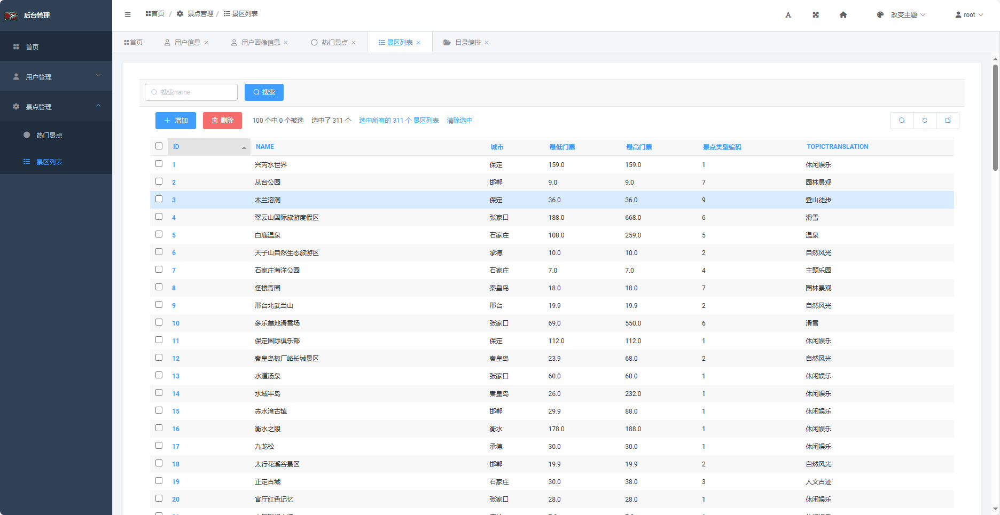 后台管理
首页 / 景点管理 / 景区列表
改变主题
root
首页
用户管理
景点管理
热门景点
景区列表
首页 用户信息 × 用户画像信息 × 热门景点 × 景区列表 × 目录编排 ×
搜索name 搜索
增加 删除 100 个中 0 个被选 选中了 311 个 选中所有的 311 个 景区列表 清除选中
ID NAME 城市 最低门票 最高门票 景点类型编码 TOPICTRANSLATION
1 兴芮水世界 保定 159.0 159.0 1 休闲娱乐
2 丛台公园 邯郸 9.0 9.0 7 园林景观
3 木兰溶洞 保定 36.0 36.0 9 登山徒步
4 翠云山国际旅游度假区 张家口 188.0 668.0 6 滑雪
5 白鹿温泉 石家庄 108.0 259.0 5 温泉
6 天子山自然生态旅游区 承德 10.0 10.0 2 自然风光
7 石家庄海洋公园 石家庄 7.0 7.0 4 主题乐园
8 怪楼奇园 秦皇岛 18.0 18.0 7 园林景观
9 邢台北武当山 邢台 19.9 19.9 2 自然风光
10 多乐美地滑雪场 张家口 69.0 550.0 6 滑雪
11 保定国际俱乐部 保定 112.0 112.0 1 休闲娱乐
12 秦皇岛板厂峪长城景区 秦皇岛 23.9 68.0 2 自然风光
13 水道汤泉 张家口 60.0 60.0 1 休闲娱乐
14 水域半岛 秦皇岛 26.0 232.0 1 休闲娱乐
15 赤水湾古镇 邯郸 29.9 88.0 1 休闲娱乐
16 衡水之眼 衡水 178.0 188.0 1 休闲娱乐
17 九龙松 承德 30.0 30.0 1 休闲娱乐
18 太行花溪谷景区 邯郸 19.9 19.9 2 自然风光
19 正定古城 石家庄 30.0 38.0 3 人文古迹
20 官厅红色记忆 张家口 28.0 28.0 1 休闲娱乐